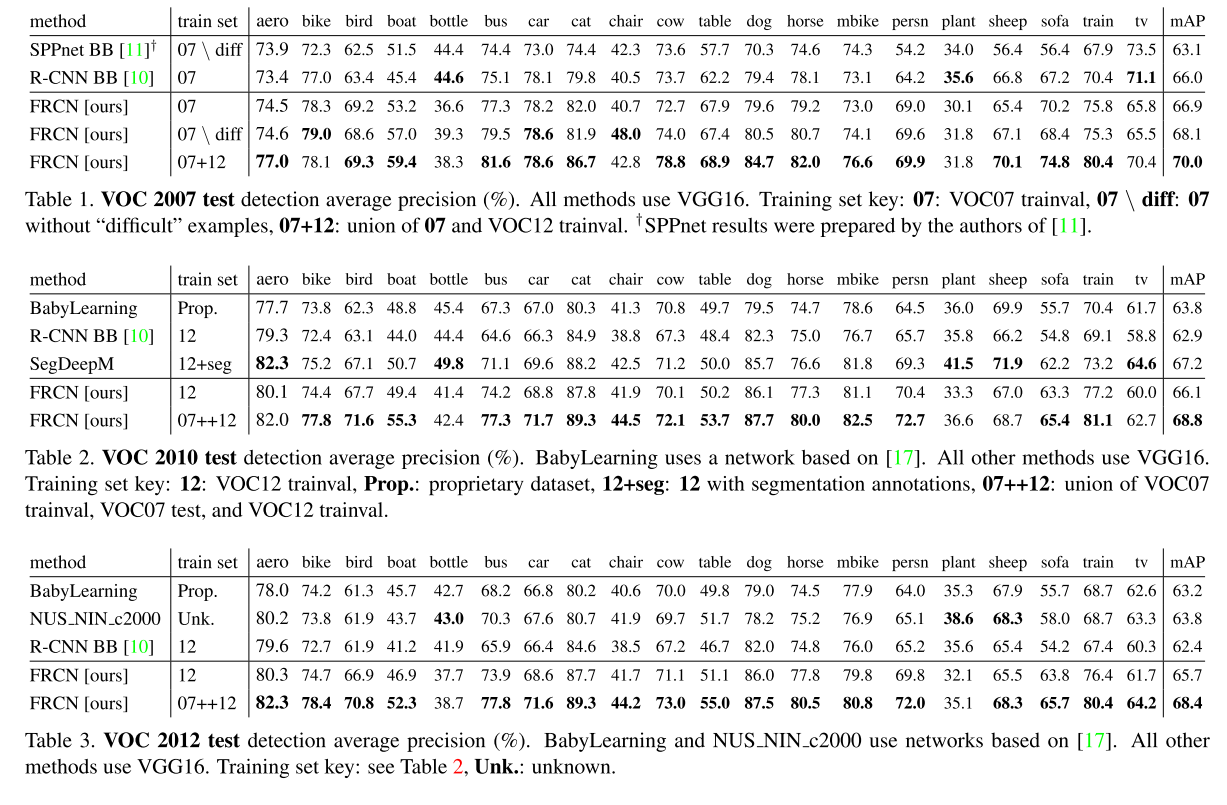 method train set aero bike bird boat bottle bus car cat chair cow table dog horse mbike persn plant sheep sofa train tv mAP
SPPnet BB [11]† 07 \ diff 73.9 72.3 62.5 51.5 44.4 74.4 73.0 74.4 42.3 73.6 57.7 70.3 74.6 74.3 54.2 34.0 56.4 56.4 67.9 73.5 63.1
R-CNN BB [10] 07 73.4 77.0 63.4 45.4 44.6 75.1 78.1 79.8 40.5 73.7 62.2 79.4 78.1 73.1 64.2 35.6 66.8 67.2 70.4 71.1 66.0
FRCN [ours] 07 74.5 78.3 69.2 53.2 36.6 77.3 78.2 82.0 40.7 72.7 67.9 79.6 79.2 73.0 69.0 30.1 65.4 70.2 75.8 65.8 66.9
FRCN [ours] 07 \ diff 74.6 79.0 68.6 57.0 39.3 79.5 78.6 81.9 48.0 74.0 67.4 80.5 80.7 74.1 69.6 31.8 67.1 68.4 75.3 65.5 68.1
FRCN [ours] 07+12 77.0 78.1 69.3 59.4 38.3 81.6 78.6 86.7 42.8 78.8 68.9 84.7 82.0 76.6 69.9 31.8 70.1 74.8 80.4 70.4 70.0
Table 1. VOC 2007 test detection average precision (%). All methods use VGG16. Training set key: 07: VOC07 trainval, 07 \ diff: 07
without “difficult” examples, 07+12: union of 07 and VOC12 trainval. †SPPnet results were prepared by the authors of [11].
method train set aero bike bird boat bottle bus car cat chair cow table dog horse mbike persn plant sheep sofa train tv mAP
BabyLearning Prop. 77.7 73.8 62.3 48.8 45.4 67.3 67.0 80.3 41.3 70.8 49.7 79.5 74.7 78.6 64.5 36.0 69.9 55.7 70.4 61.7 63.8
R-CNN BB [10] 12 79.3 72.4 63.1 44.0 44.4 64.6 66.3 84.9 38.8 67.3 48.4 82.3 75.0 76.7 65.7 35.8 66.2 54.8 69.1 58.8 62.9
SegDeepM 12+seg 82.3 75.2 67.1 50.7 49.8 71.1 69.6 88.2 42.5 71.2 50.0 85.7 76.6 81.8 69.3 41.5 71.9 62.2 73.2 64.6 67.2
FRCN [ours] 12 80.1 74.4 67.7 49.4 41.4 74.2 68.8 87.8 41.9 70.1 50.2 86.1 77.3 81.1 70.4 33.3 67.0 63.3 77.2 60.0 66.1
FRCN [ours] 07++12 82.0 77.8 71.6 55.3 42.4 77.3 71.7 89.3 44.5 72.1 53.7 87.7 80.0 82.5 72.7 36.6 68.7 65.4 81.1 62.7 68.8
Table 2. VOC 2010 test detection average precision (%). BabyLearning uses a network based on [17]. All other methods use VGG16.
Training set key: 12: VOC12 trainval, Prop.: proprietary dataset, 12+seg: 12 with segmentation annotations, 07++12: union of VOC07
trainval, VOC07 test, and VOC12 trainval.
method train set aero bike bird boat bottle bus car cat chair cow table dog horse mbike persn plant sheep sofa train tv mAP
BabyLearning Prop. 78.0 74.2 61.3 45.7 42.7 68.2 66.8 80.2 40.6 70.0 49.8 79.0 74.5 77.9 64.0 35.3 67.9 55.7 68.7 62.6 63.2
NUS_NIN_c2000 Unk. 80.2 73.8 61.9 43.7 43.0 70.3 67.6 80.7 41.9 69.7 51.7 78.2 75.2 76.9 65.1 38.6 68.3 58.0 68.7 63.3 63.8
R-CNN BB [10] 12 79.6 72.7 61.9 41.2 41.9 65.9 66.4 84.6 38.5 67.2 46.7 82.0 74.8 76.0 65.2 35.6 65.4 54.2 67.4 60.3 62.4
FRCN [ours] 12 80.3 74.7 66.9 46.9 37.7 73.9 68.6 87.7 41.7 71.1 51.1 86.0 77.8 79.8 69.8 32.1 65.5 63.8 76.4 61.7 65.7
FRCN [ours] 07++12 82.3 78.4 70.8 52.3 38.7 77.8 71.6 89.3 44.2 73.0 55.0 87.5 80.5 80.8 72.0 35.1 68.3 65.7 80.4 64.2 68.4
Table 3. VOC 2012 test detection average precision (%). BabyLearning and NUS_NIN_c2000 use networks based on [17]. All other
methods use VGG16. Training set key: see Table 2, Unk.: unknown.